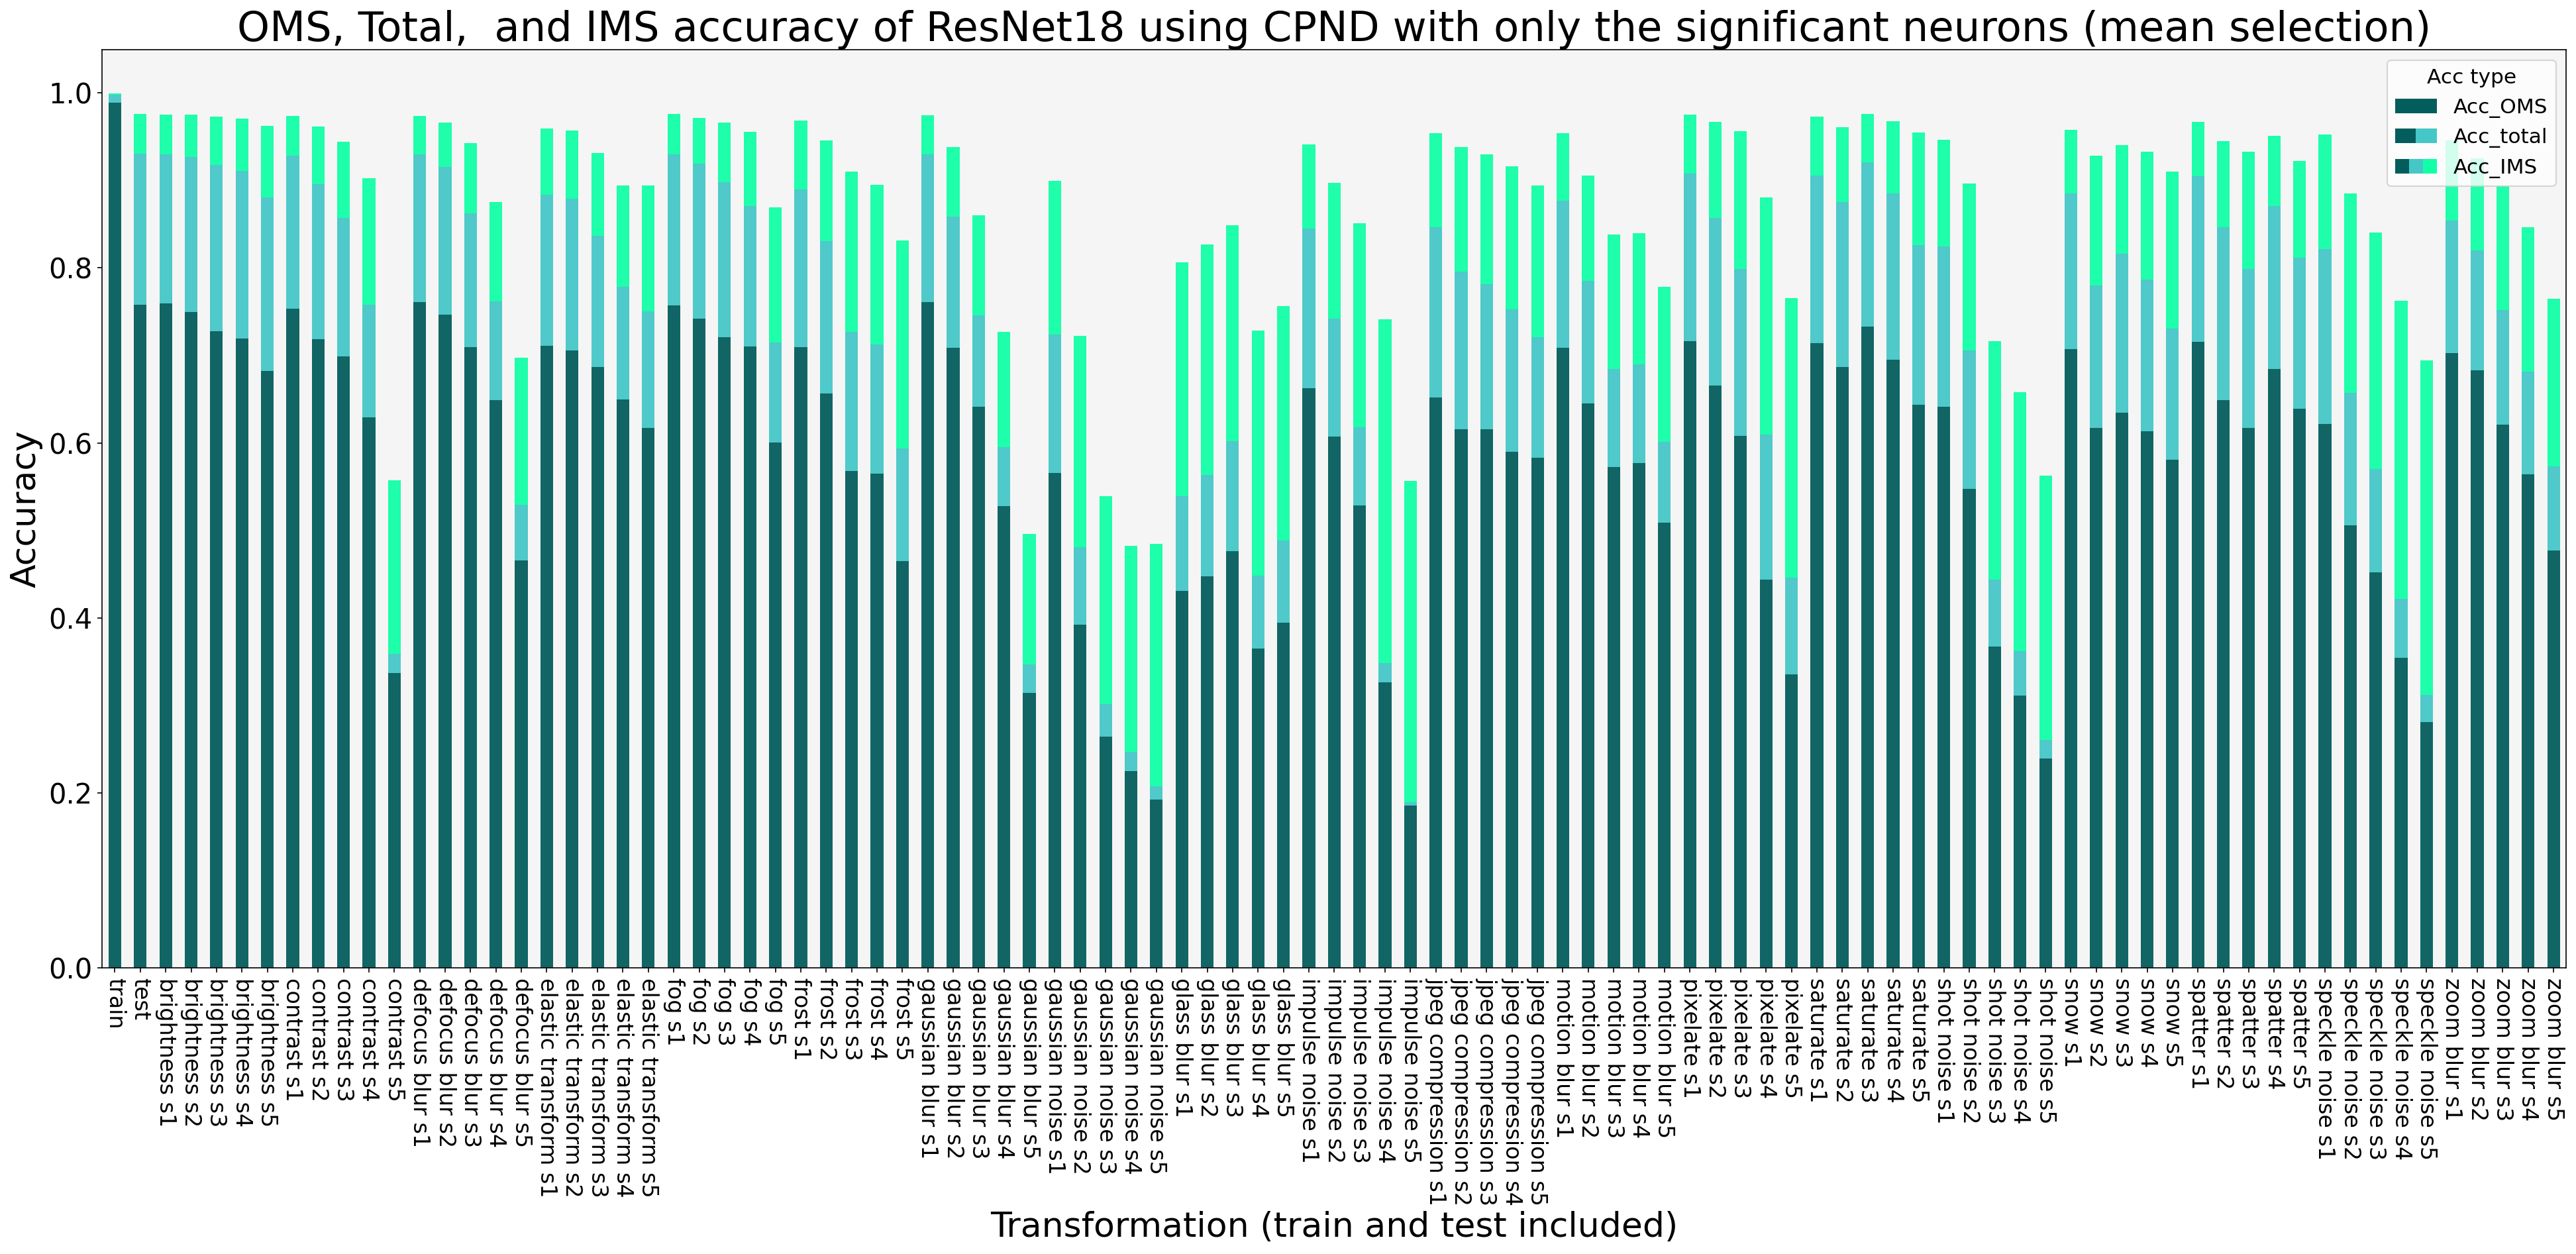 OMS, Total,  and IMS accuracy of ResNet18 using CPND with only the significant neurons (mean selection)
Acc type
Acc_OMS
Acc_total
Acc_IMS
Accuracy
1.0
0.8
0.6
0.4
0.2
0.0
train
test
brightness s1
brightness s2
brightness s3
brightness s4
brightness s5
contrast s1
contrast s2
contrast s3
contrast s4
contrast s5
defocus blur s1
defocus blur s2
defocus blur s3
defocus blur s4
defocus blur s5
elastic transform s1
elastic transform s2
elastic transform s3
elastic transform s4
elastic transform s5
fog s1
fog s2
fog s3
fog s4
fog s5
frost s1
frost s2
frost s3
frost s4
frost s5
gaussian blur s1
gaussian blur s2
gaussian blur s3
gaussian blur s4
gaussian blur s5
gaussian noise s1
gaussian noise s2
gaussian noise s3
gaussian noise s4
gaussian noise s5
glass blur s1
glass blur s2
glass blur s3
glass blur s4
glass blur s5
impulse noise s1
impulse noise s2
impulse noise s3
impulse noise s4
impulse noise s5
jpeg compression s1
jpeg compression s2
jpeg compression s3
jpeg compression s4
jpeg compression s5
motion blur s1
motion blur s2
motion blur s3
motion blur s4
motion blur s5
pixelate s1
pixelate s2
pixelate s3
pixelate s4
pixelate s5
saturate s1
saturate s2
saturate s3
saturate s4
saturate s5
shot noise s1
shot noise s2
shot noise s3
shot noise s4
shot noise s5
snow s1
snow s2
snow s3
snow s4
snow s5
spatter s1
spatter s2
spatter s3
spatter s4
spatter s5
speckle noise s1
speckle noise s2
speckle noise s3
speckle noise s4
speckle noise s5
zoom blur s1
zoom blur s2
zoom blur s3
zoom blur s4
zoom blur s5
Transformation (train and test included)